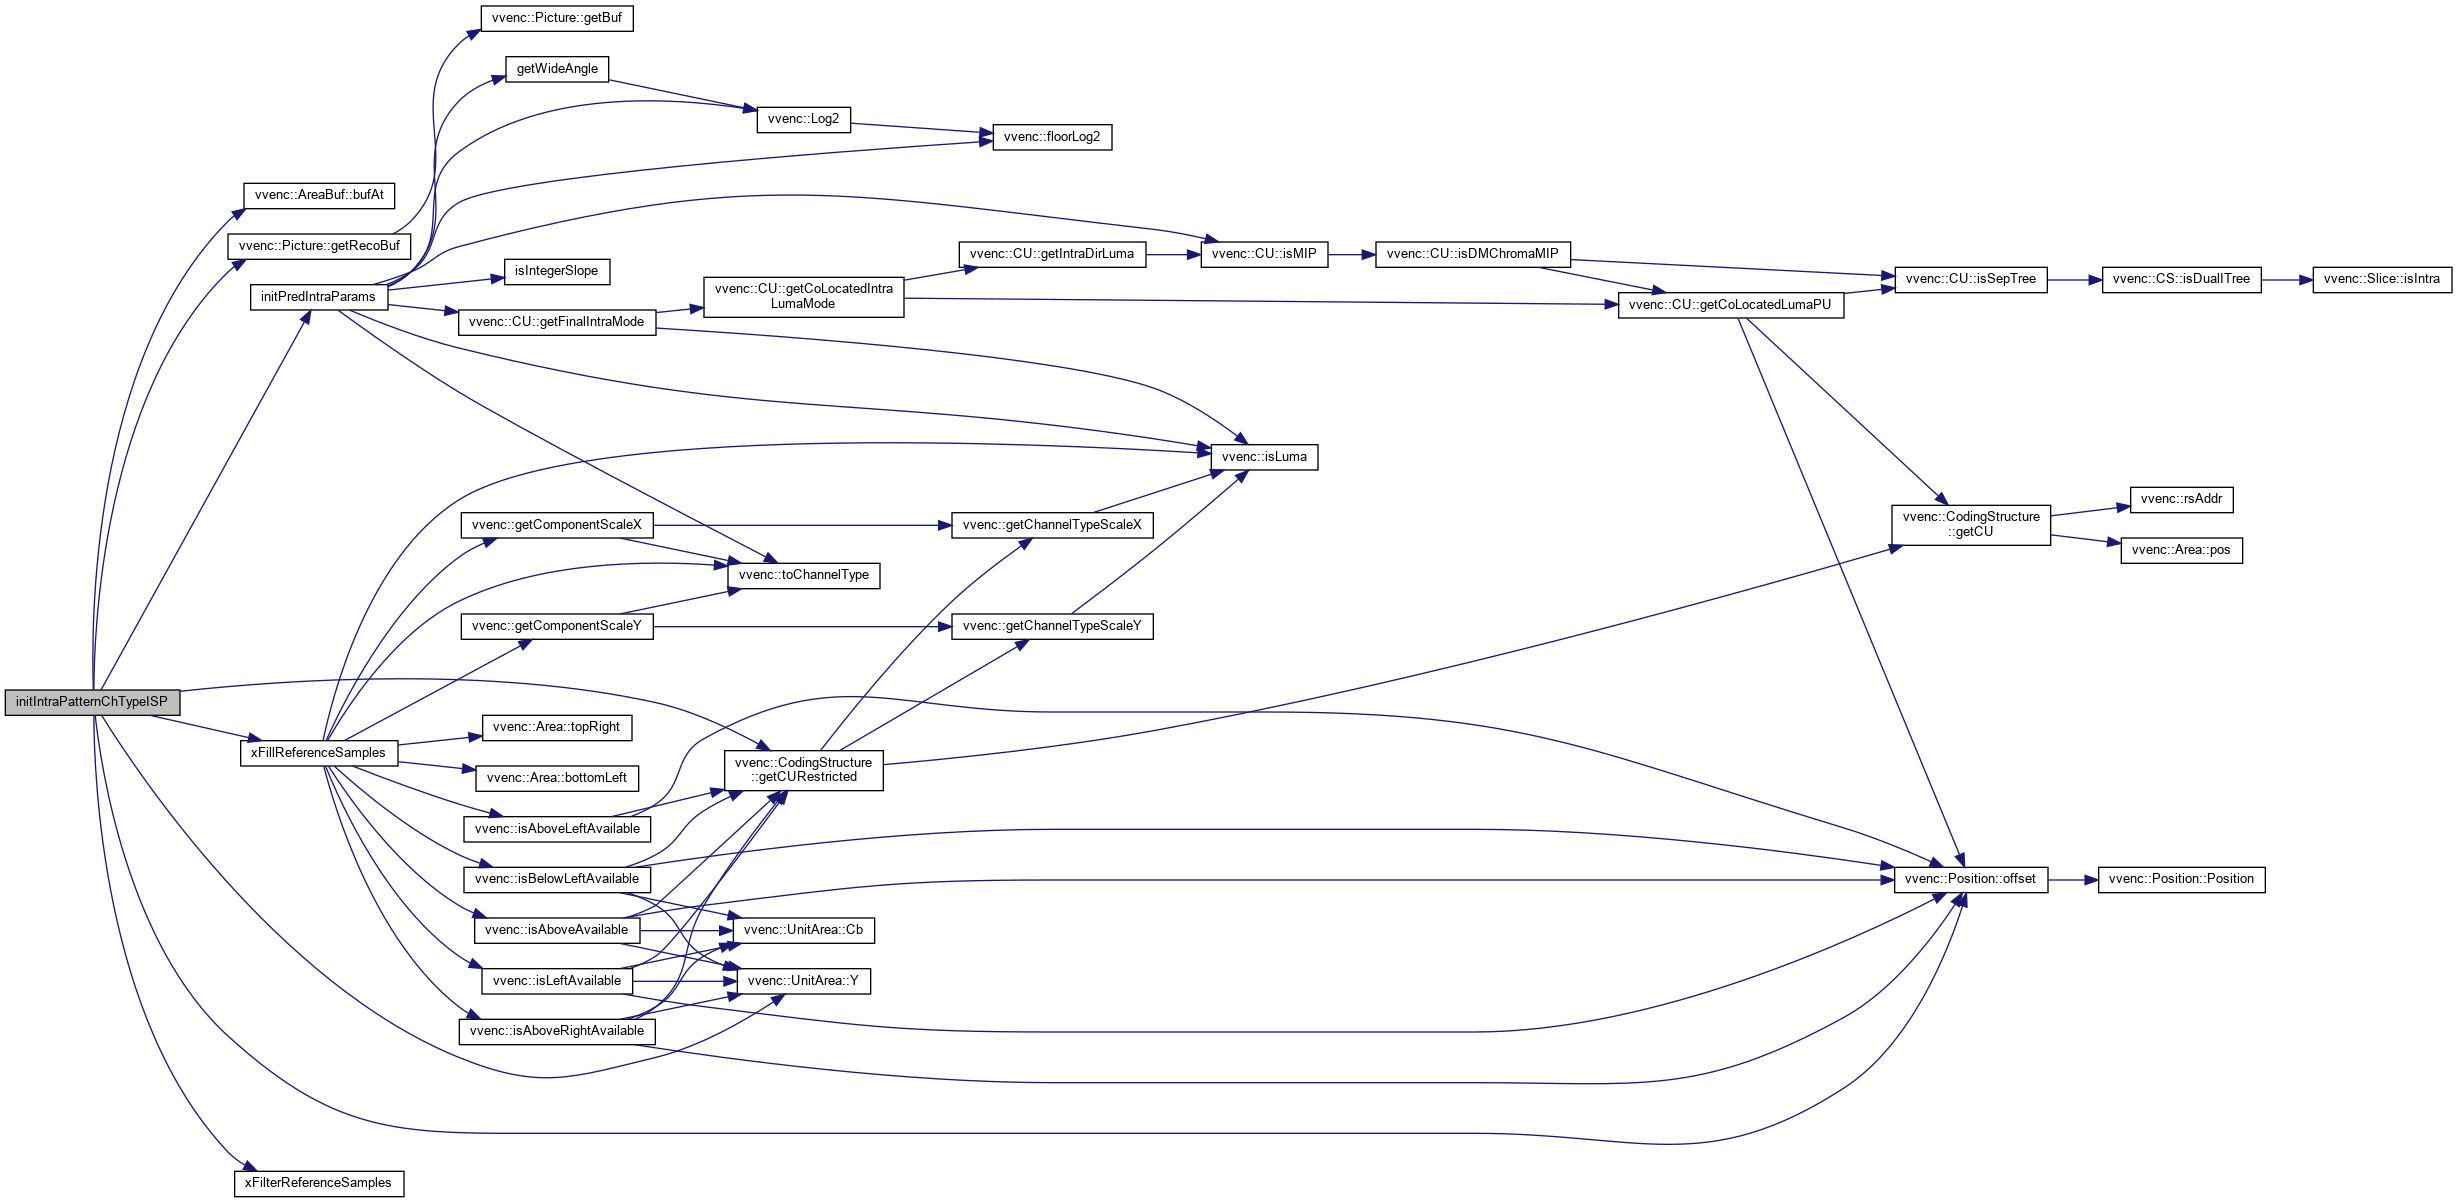 vvenc::Picture::getBuf
getWideAngle
vvenc::Log2
vvenc::floorLog2
vvenc::AreaBuf::bufAt
vvenc::Picture::getRecoBuf
initPredIntraParams
isIntegerSlope
vvenc::CU::getFinalIntraMode
vvenc::CU::getCoLocatedIntra
LumaMode
vvenc::CU::getIntraDirLuma
vvenc::CU::isMIP
vvenc::CU::isDMChromaMIP
vvenc::CU::getCoLocatedLumaPU
vvenc::CU::isSepTree
vvenc::CS::isDualITree
vvenc::Slice::isIntra
vvenc::isLuma
vvenc::getComponentScaleX
vvenc::getChannelTypeScaleX
vvenc::toChannelType
vvenc::getComponentScaleY
vvenc::getChannelTypeScaleY
vvenc::CodingStructure
::getCU
vvenc::rsAddr
vvenc::Area::pos
initIntraPatternChTypeISP
xFillReferenceSamples
vvenc::Area::topRight
vvenc::Area::bottomLeft
vvenc::CodingStructure
::getCURestricted
vvenc::isAboveLeftAvailable
vvenc::isBelowLeftAvailable
vvenc::isAboveAvailable
vvenc::isLeftAvailable
vvenc::isAboveRightAvailable
vvenc::UnitArea::Cb
vvenc::UnitArea::Y
vvenc::Position::offset
vvenc::Position::Position
xFilterReferenceSamples